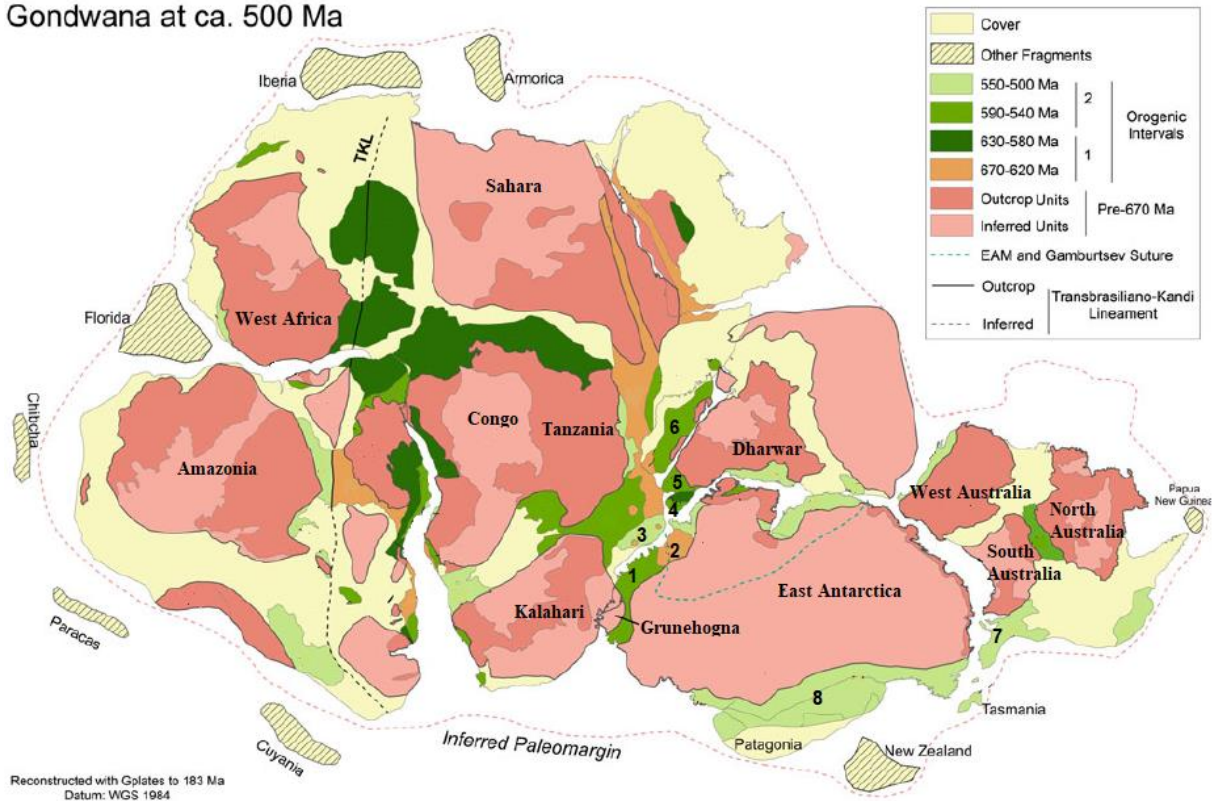 Gondwana at ca. 500 Ma
Cover
Other Fragments
550-500 Ma
590-540 Ma
2
630-580 Ma
670-620 Ma
1
Orogenic
Intervals
Outcrop Units
Inferred Units
Pre-670 Ma
EAM and Gamburtsev Suture
Outcrop
Inferred
Transbrasiliano-Kandi
Lineament
Iberia
Armorica
TKL
Sahara
West Africa
Florida
Chibcha
Amazonia
Congo
Tanzania
6
Dharwar
5
4
3
2
1
West Australia
North
Australia
Papua
New Guinea
South
Australia
East Antarctica
Kalahari
Grunehogna
Paracas
7
8
Tasmania
Cuyania
Inferred Paleomargin
Patagonia
New Zealand
Reconstructed with Gplates to 183 Ma
Datum: WGS 1984